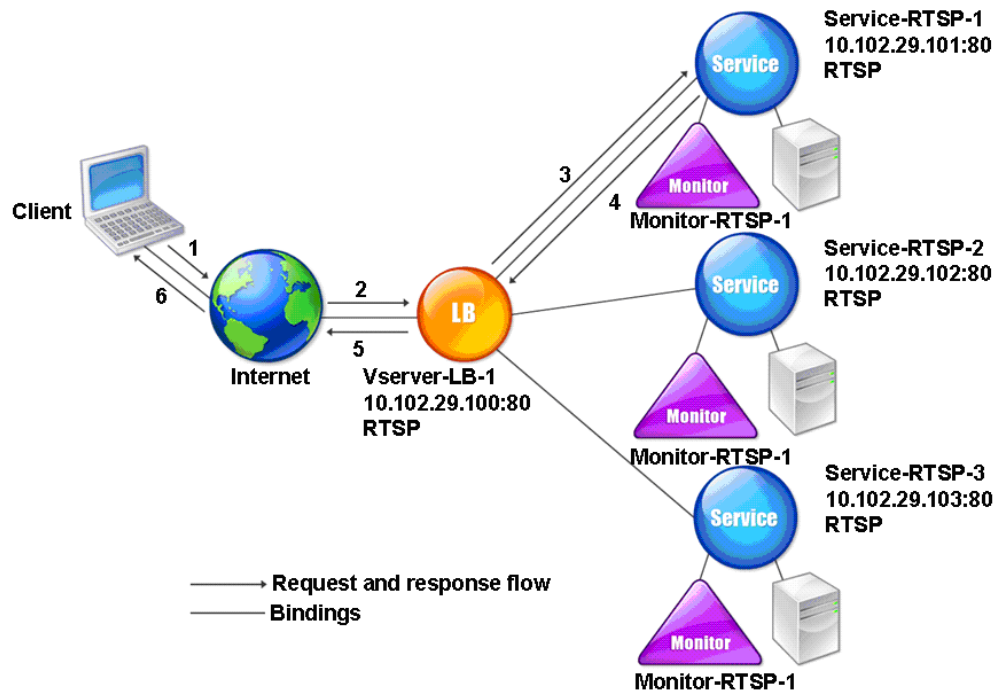 Service-RTSP-1
10.102.29.101:80
RTSP
Service
Monitor
Monitor-RTSP-1
3
4
Client
1
6
Internet
2
5
LB
Vserver-LB-1
10.102.29.100:80
RTSP
Service-RTSP-2
10.102.29.102:80
RTSP
Service
Monitor
Monitor-RTSP-1
Service-RTSP-3
10.102.29.103:80
RTSP
Service
Monitor
Monitor-RTSP-1
Request and response flow
Bindings